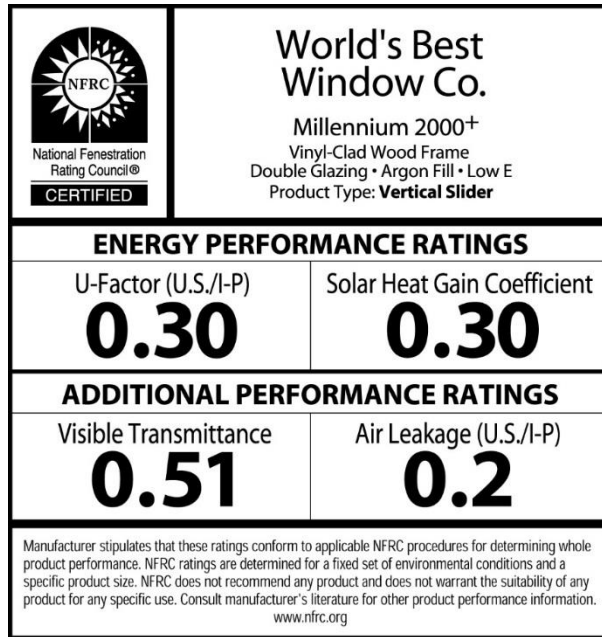 NFRC
National Fenestration
Rating Council®
CERTIFIED
World's Best
Window Co.
Millennium 2000+
Vinyl-Clad Wood Frame
Double Glazing • Argon Fill • Low E
Product Type: Vertical Slider
ENERGY PERFORMANCE RATINGS
U-Factor (U.S./I-P)
0.30
Solar Heat Gain Coefficient
0.30
ADDITIONAL PERFORMANCE RATINGS
Visible Transmittance
0.51
Air Leakage (U.S./I-P)
0.2
Manufacturer stipulates that these ratings conform to applicable NFRC procedures for determining whole
product performance. NFRC ratings are determined for a fixed set of environmental conditions and a
specific product size. NFRC does not recommend any product and does not warrant the suitability of any
product for any specific use. Consult manufacturer's literature for other product performance information.
www.nfrc.org